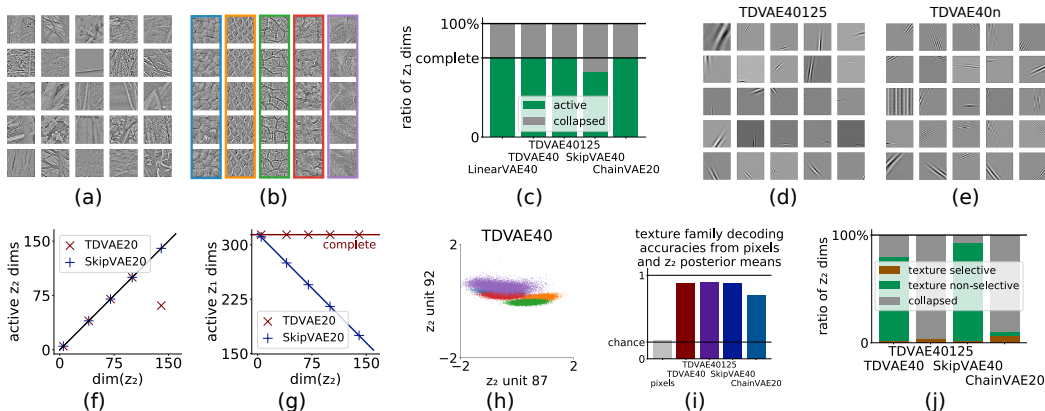 (a)
(b)
ratio of z₁ dims
100%
complete
0
active
collapsed
TDVAE40125
TDVAE40 SkipVAE40
LinearVAE40 ChainVAE20
(c)
TDVAE40125
(d)
TDVAE40n
(e)
active z₂ dims
150
75
0
TDVAE20
SkipVAE20
0 75 150
dim(z₂)
(f)
active z₁ dims
300
225
150
complete
TDVAE20
SkipVAE20
0 75 150
dim(z₂)
(g)
TDVAE40
z₂ unit 92
2
−2
−2 2
z₂ unit 87
(h)
texture family decoding
accuracies from pixels
and z₂ posterior means
1
chance
0
TDVAE40125
TDVAE40 SkipVAE40
pixels ChainVAE20
(i)
ratio of z₂ dims
100%
0
texture selective
texture non-selective
collapsed
TDVAE40125
TDVAE40 SkipVAE40
ChainVAE20
(j)